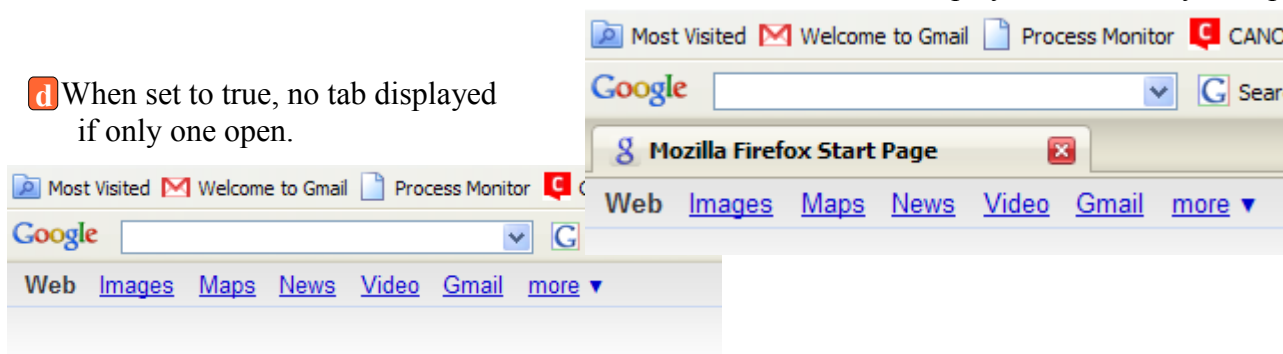 Most Visited Welcome to Gmail Process Monitor C CANO
Google G Sear
g Mozilla Firefox Start Page
Web Images Maps News Video Gmail more ▼
d When set to true, no tab displayed
if only one open.
Most Visited Welcome to Gmail Process Monitor C
Google G
Web Images Maps News Video Gmail more ▼